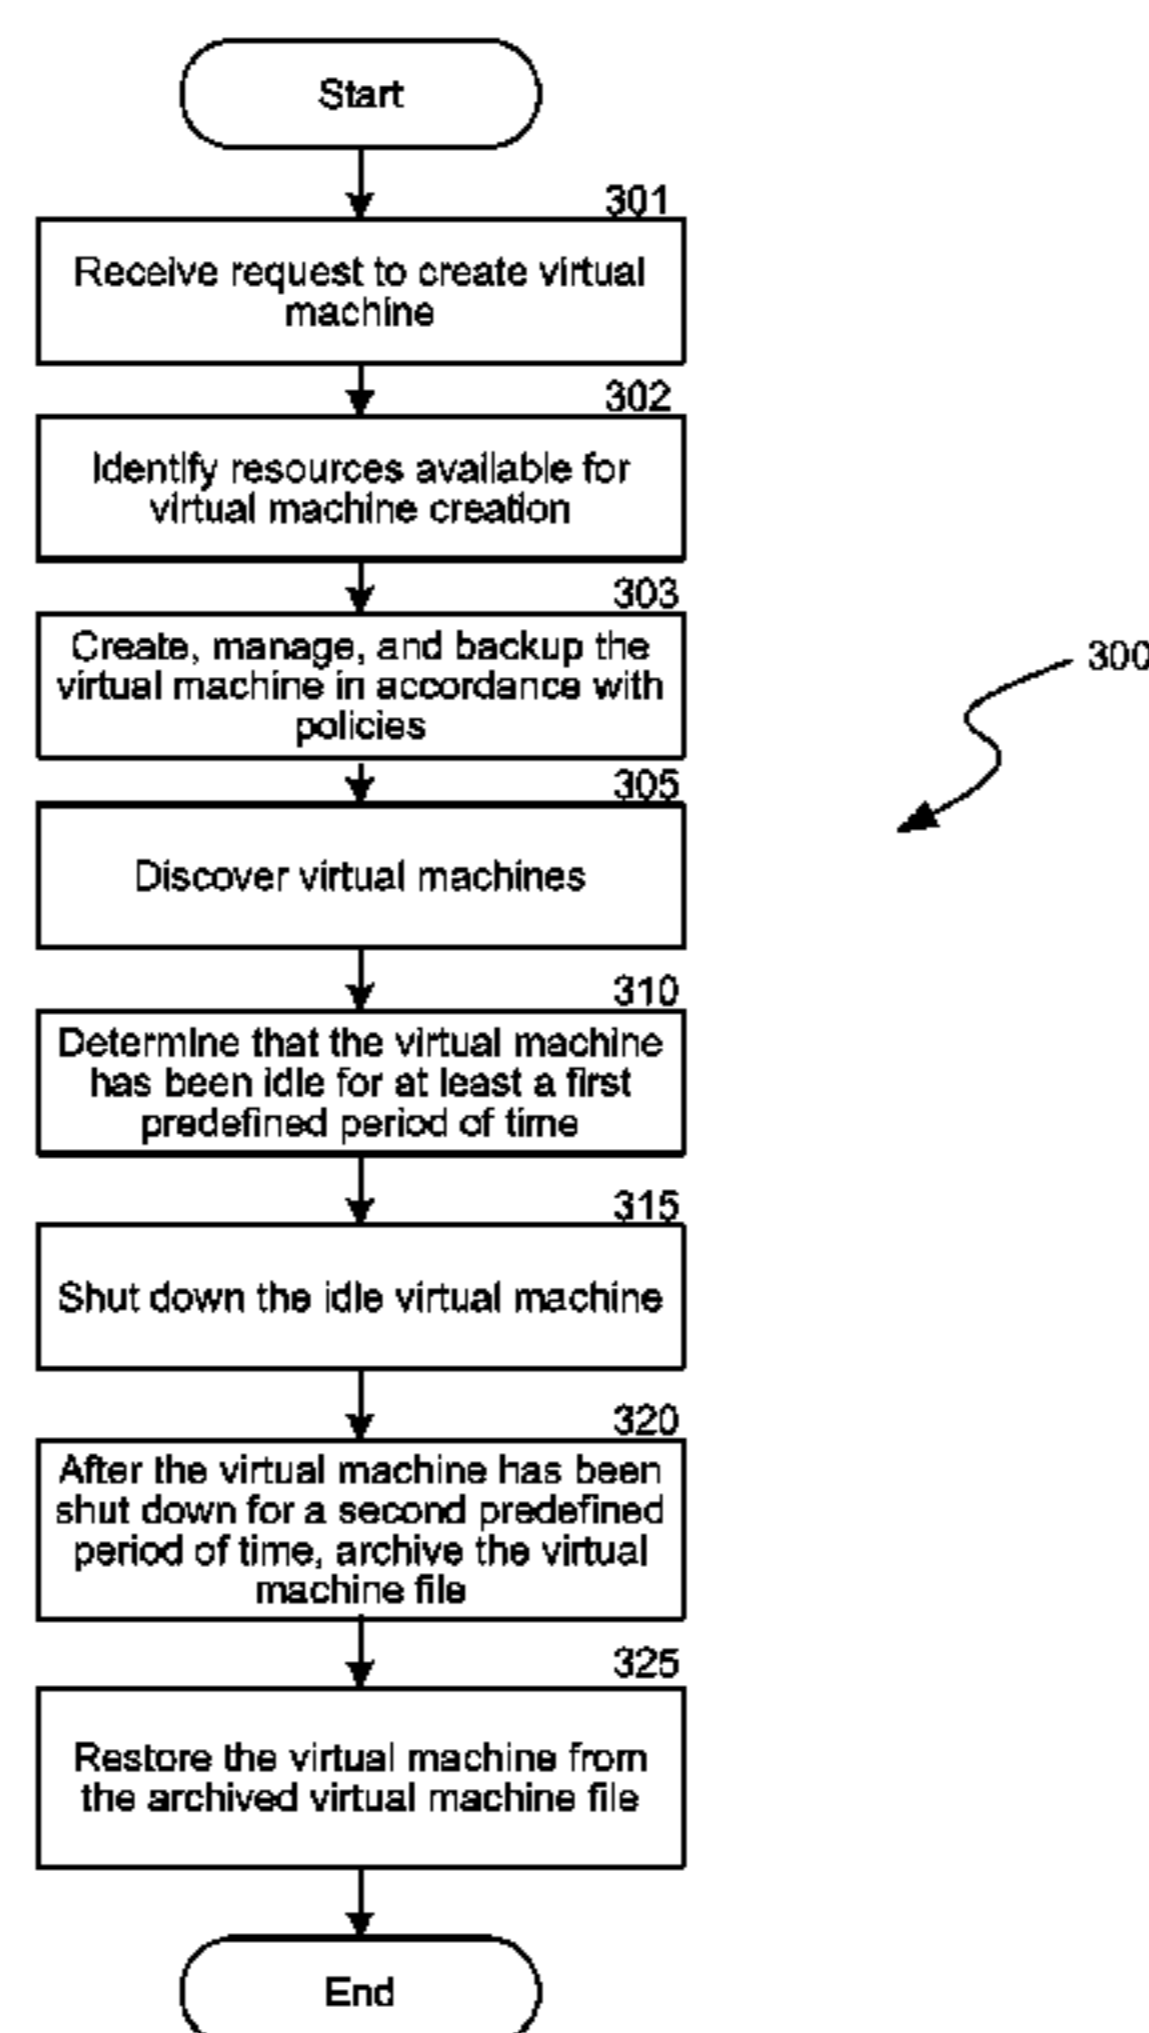 Start
301
Receive request to create virtual
machine
302
Identify resources available for
virtual machine creation
303
Create, manage, and backup the
virtual machine in accordance with
policies
300
305
Discover virtual machines
310
Determine that the virtual machine
has been idle for at least a first
predefined period of time
315
Shut down the idle virtual machine
320
After the virtual machine has been
shut down for a second predefined
period of time, archive the virtual
machine file
325
Restore the virtual machine from
the archived virtual machine file
End